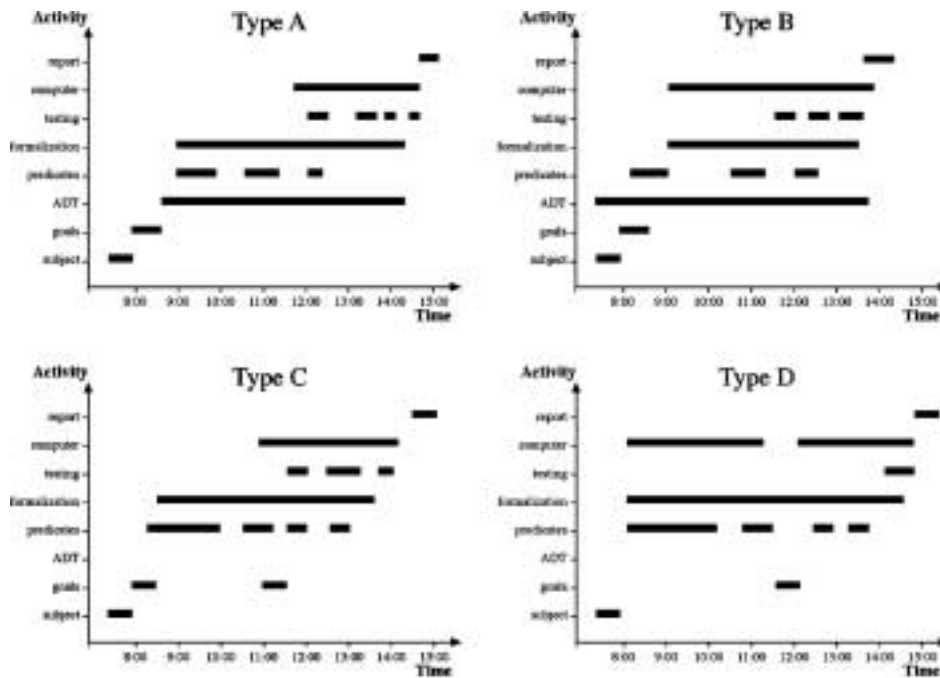 Activity
Type A
report
computer
testing
formalization
predicates
ADT
goals
subject
8:00 9:00 10:00 11:00 12:00 13:00 14:00 15:00
Time
Activity
Type B
report
computer
testing
formalization
predicates
ADT
goals
subject
8:00 9:00 10:00 11:00 12:00 13:00 14:00 15:00
Time
Activity
Type C
report
computer
testing
formalization
predicates
ADT
goals
subject
8:00 9:00 10:00 11:00 12:00 13:00 14:00 15:00
Time
Activity
Type D
report
computer
testing
formalization
predicates
ADT
goals
subject
8:00 9:00 10:00 11:00 12:00 13:00 14:00 15:00
Time